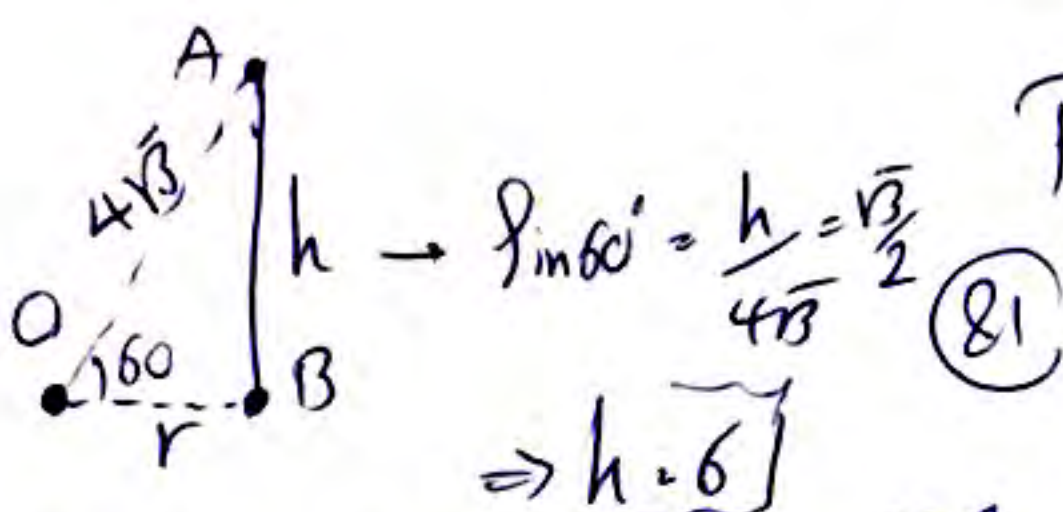 A
4√3
h → Sin60° = h/4√3 = √3/2
81
O
60
B
r
⇒ h = 6